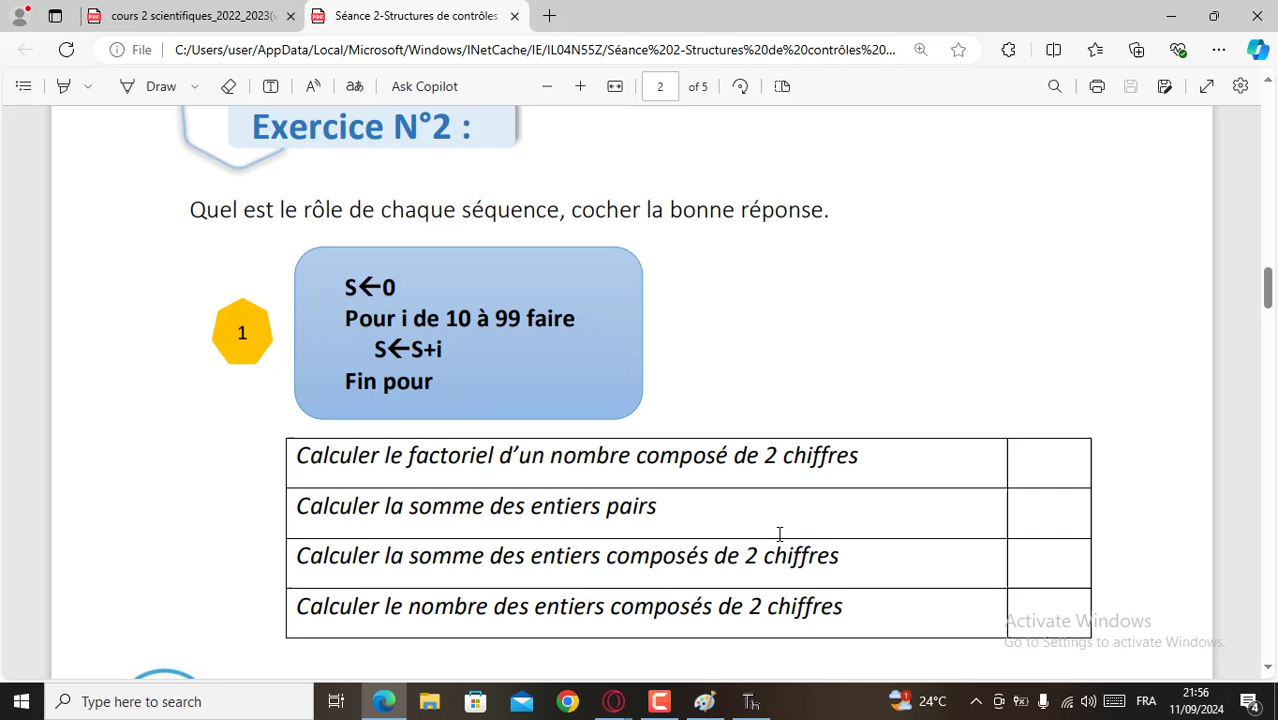 cours 2 scientifiques_2022_2023(
Séance 2-Structures de contrôles
File
C:/Users/user/AppData/Local/Microsoft/Windows/INetCache/IE/IL04N55Z/Séance%202-Structures%20de%20contrôles%20...
Draw
aあ
Ask Copilot
2 of 5
Exercice N°2 :
Quel est le rôle de chaque séquence, cocher la bonne réponse.
1
S←0
Pour i de 10 à 99 faire
S←S+i
Fin pour
Calculer le factoriel d’un nombre composé de 2 chiffres
Calculer la somme des entiers pairs
Calculer la somme des entiers composés de 2 chiffres
Calculer le nombre des entiers composés de 2 chiffres
Activate Windows
Go to Settings to activate Windows.
Type here to search
Th
1
24°C
FRA
21:56
11/09/2024
4